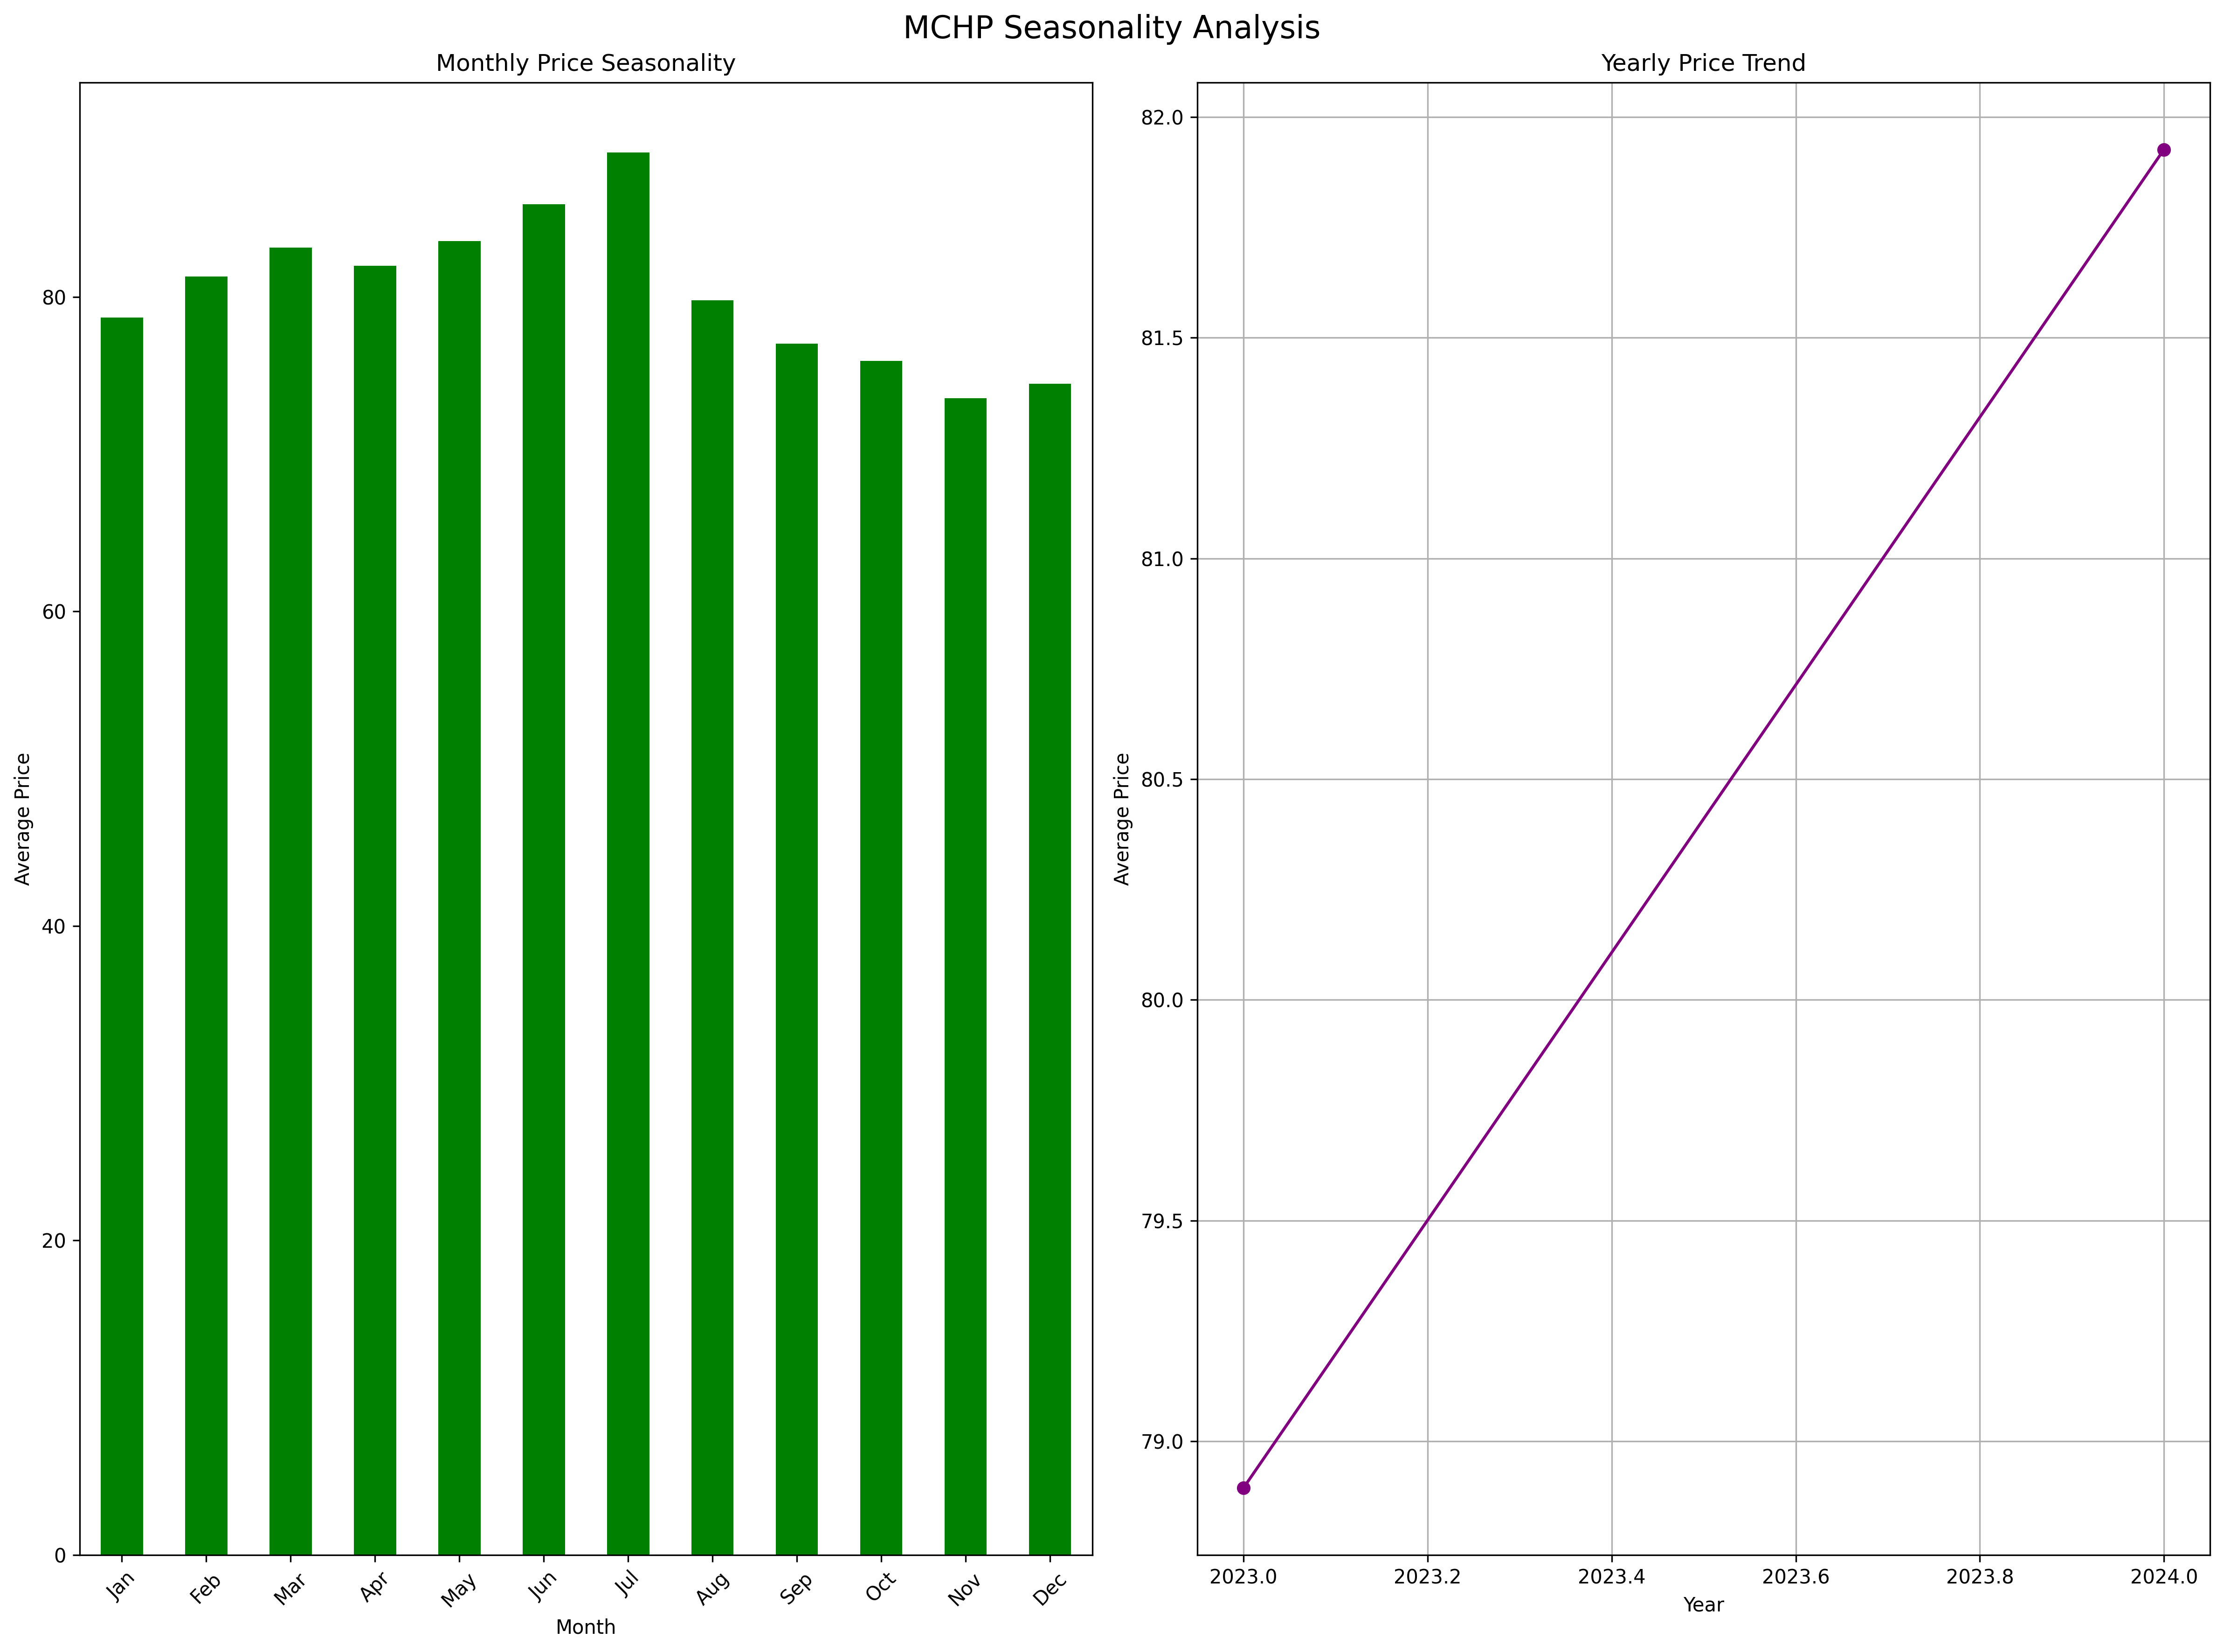 MCHP Seasonality Analysis
Monthly Price Seasonality
Average Price
80
60
40
20
0
Jan Feb Mar Apr May Jun Jul Aug Sep Oct Nov Dec
Month
Yearly Price Trend
Average Price
82.0
81.5
81.0
80.5
80.0
79.5
79.0
2023.0 2023.2 2023.4 2023.6 2023.8 2024.0
Year